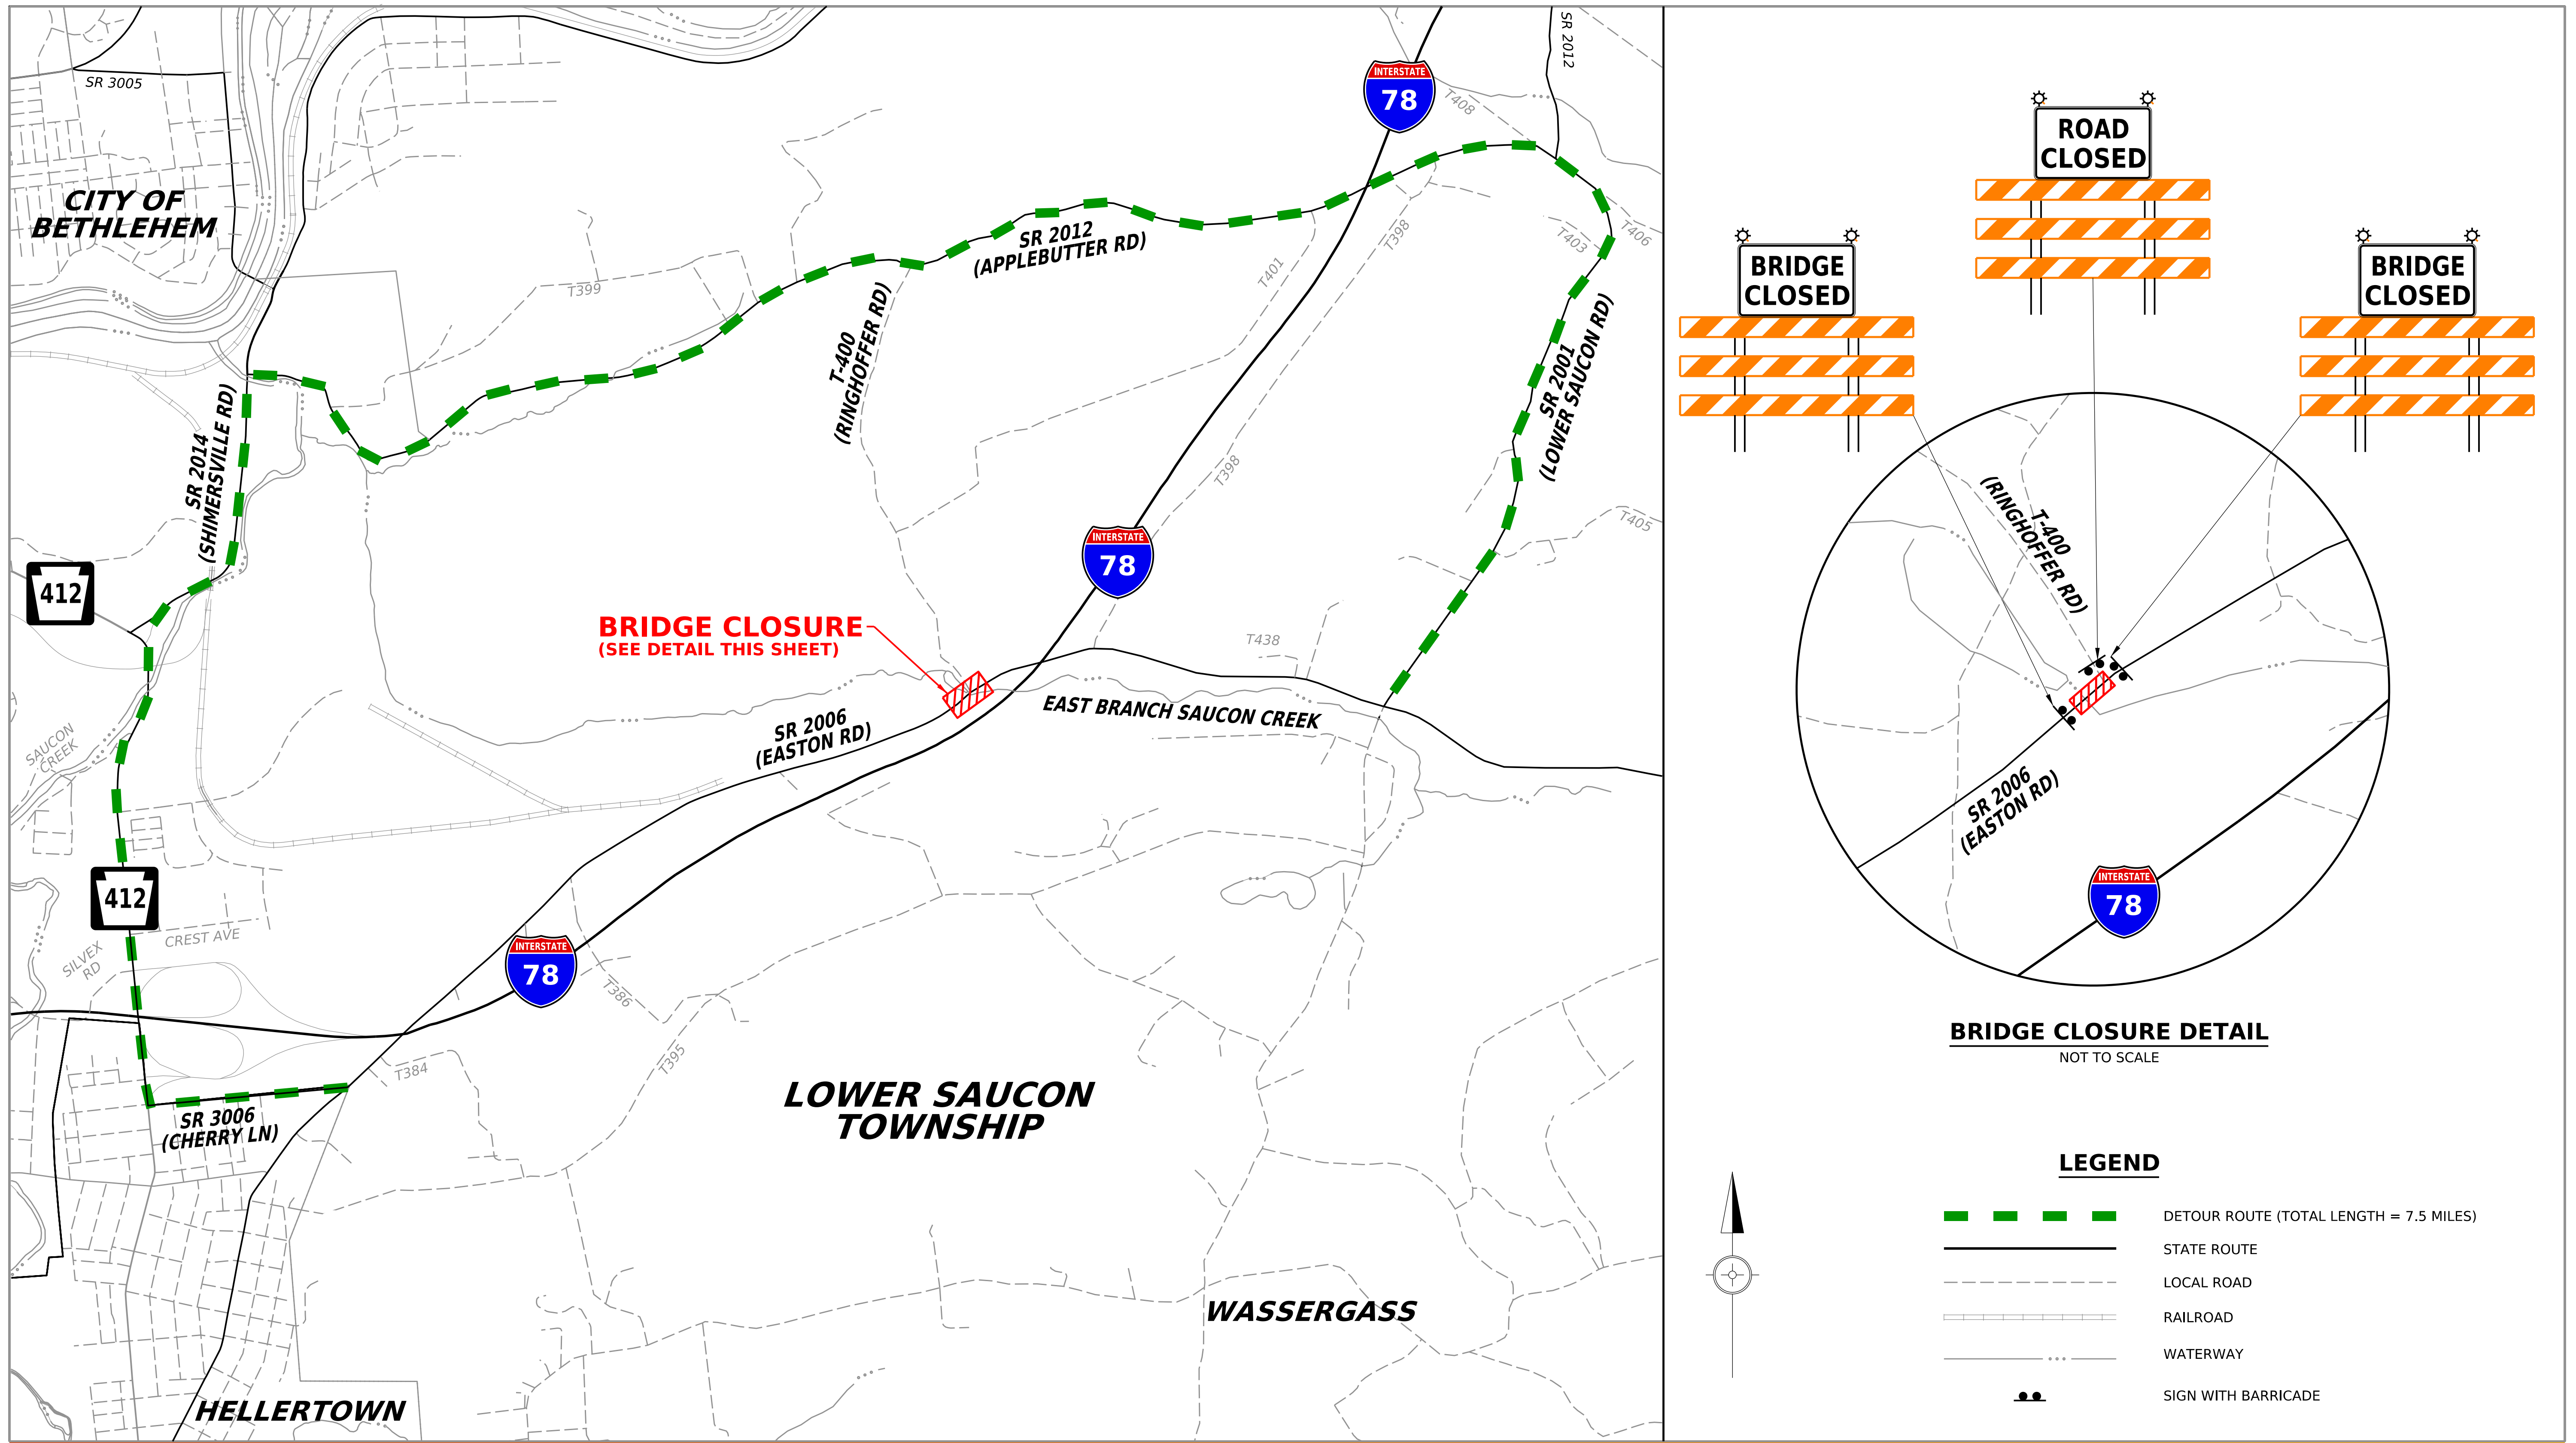 SR 3005
CITY OF
BETHLEHEM
SR 2012
INTERSTATE
78
T408
T406
T403
T398
T401
SR 2012
(APPLEBUTTER RD)
T399
T-400
(RINGHOFFER RD)
SR 2001
(LOWER SAUCON RD)
SR 2014
(SHIMERSVILLE RD)
T398
T405
INTERSTATE
78
412
BRIDGE CLOSURE
(SEE DETAIL THIS SHEET)
T438
EAST BRANCH SAUCON CREEK
SR 2006
(EASTON RD)
SAUCON
CREEK
412
CREST AVE
SILVEX
RD
INTERSTATE
78
T386
T395
T384
SR 3006
(CHERRY LN)
LOWER SAUCON
TOWNSHIP
WASSERGASS
HELLERTOWN
ROAD
CLOSED
BRIDGE
CLOSED
BRIDGE
CLOSED
T-400
(RINGHOFFER RD)
SR 2006
(EASTON RD)
INTERSTATE
78
BRIDGE CLOSURE DETAIL
NOT TO SCALE
LEGEND
DETOUR ROUTE (TOTAL LENGTH = 7.5 MILES)
STATE ROUTE
LOCAL ROAD
RAILROAD
WATERWAY
SIGN WITH BARRICADE